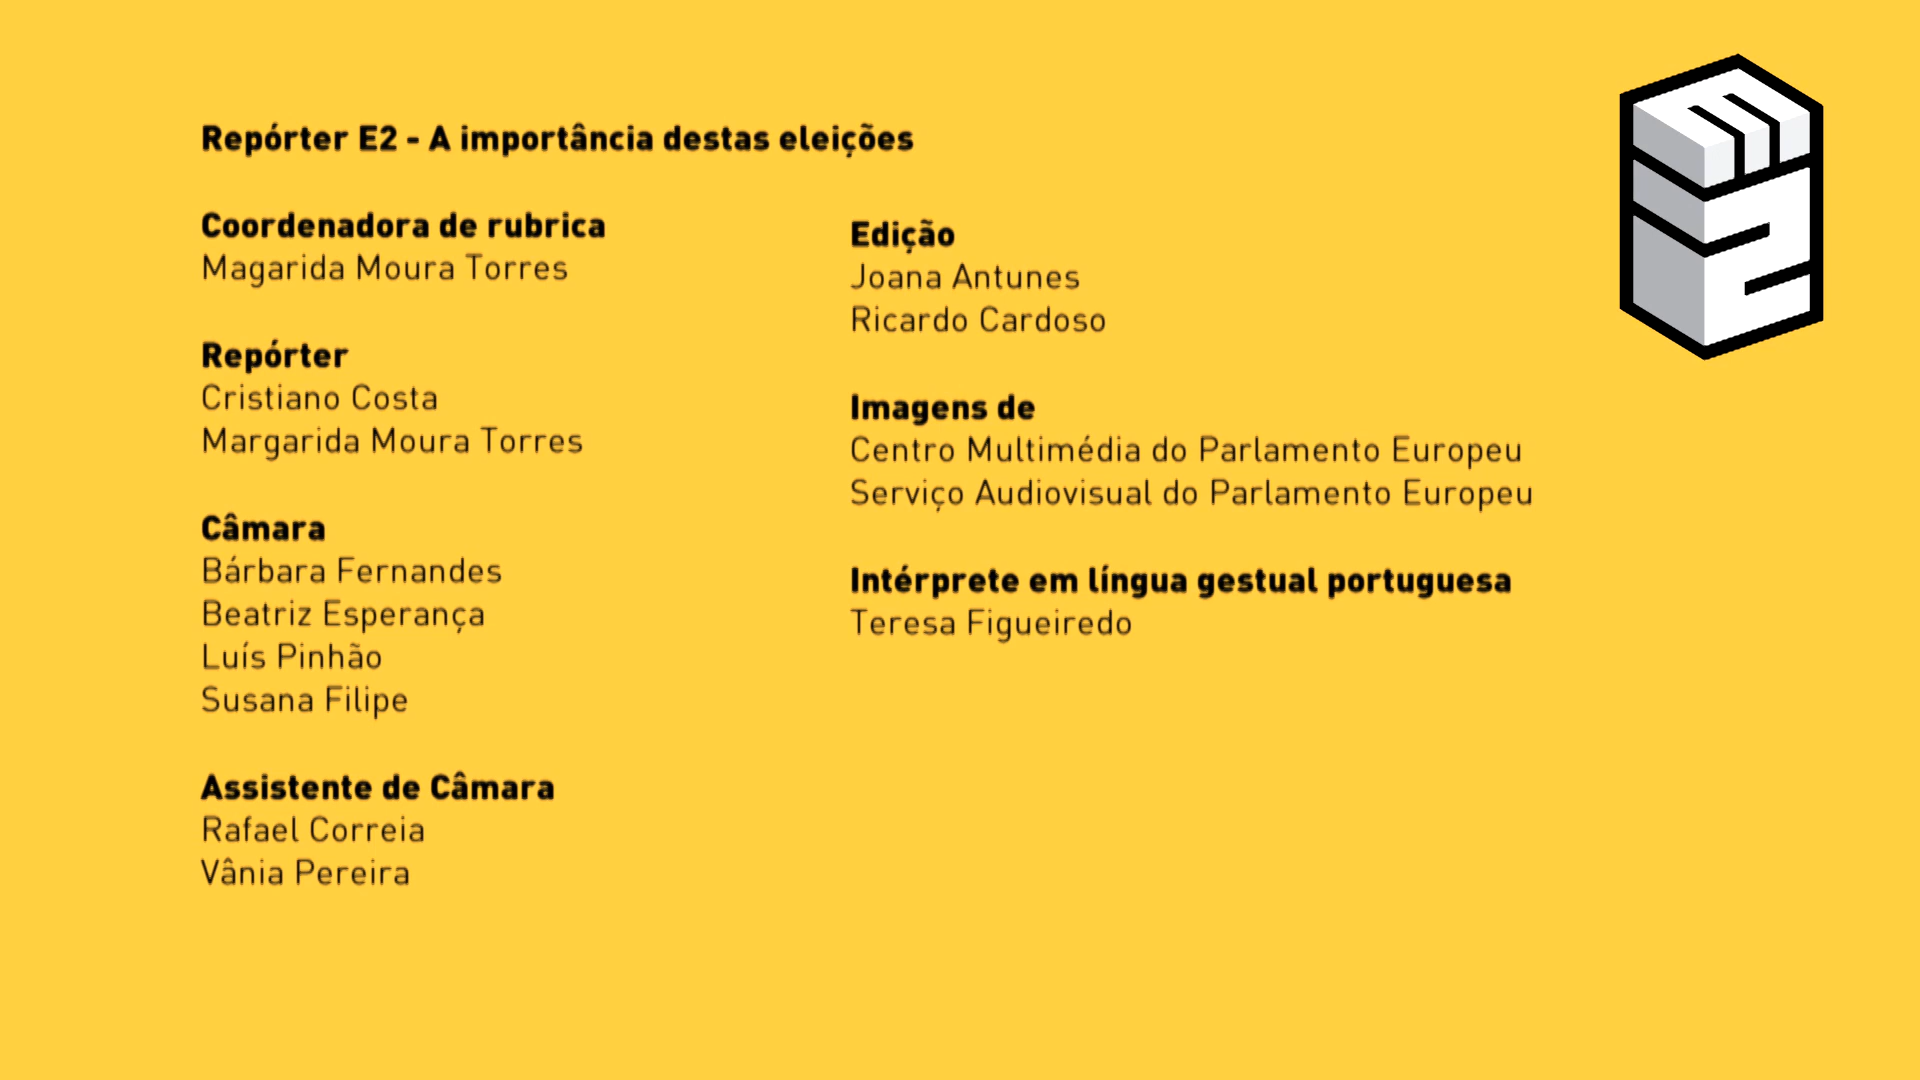 Repórter E2 - A importância destas eleições
Coordenadora de rubrica
Magarida Moura Torres
Repórter
Cristiano Costa
Margarida Moura Torres
Câmara
Bárbara Fernandes
Beatriz Esperança
Luís Pinhão
Susana Filipe
Assistente de Câmara
Rafael Correia
Vânia Pereira
Edição
Joana Antunes
Ricardo Cardoso
Imagens de
Centro Multimédia do Parlamento Europeu
Serviço Audiovisual do Parlamento Europeu
Intérprete em língua gestual portuguesa
Teresa Figueiredo
E2